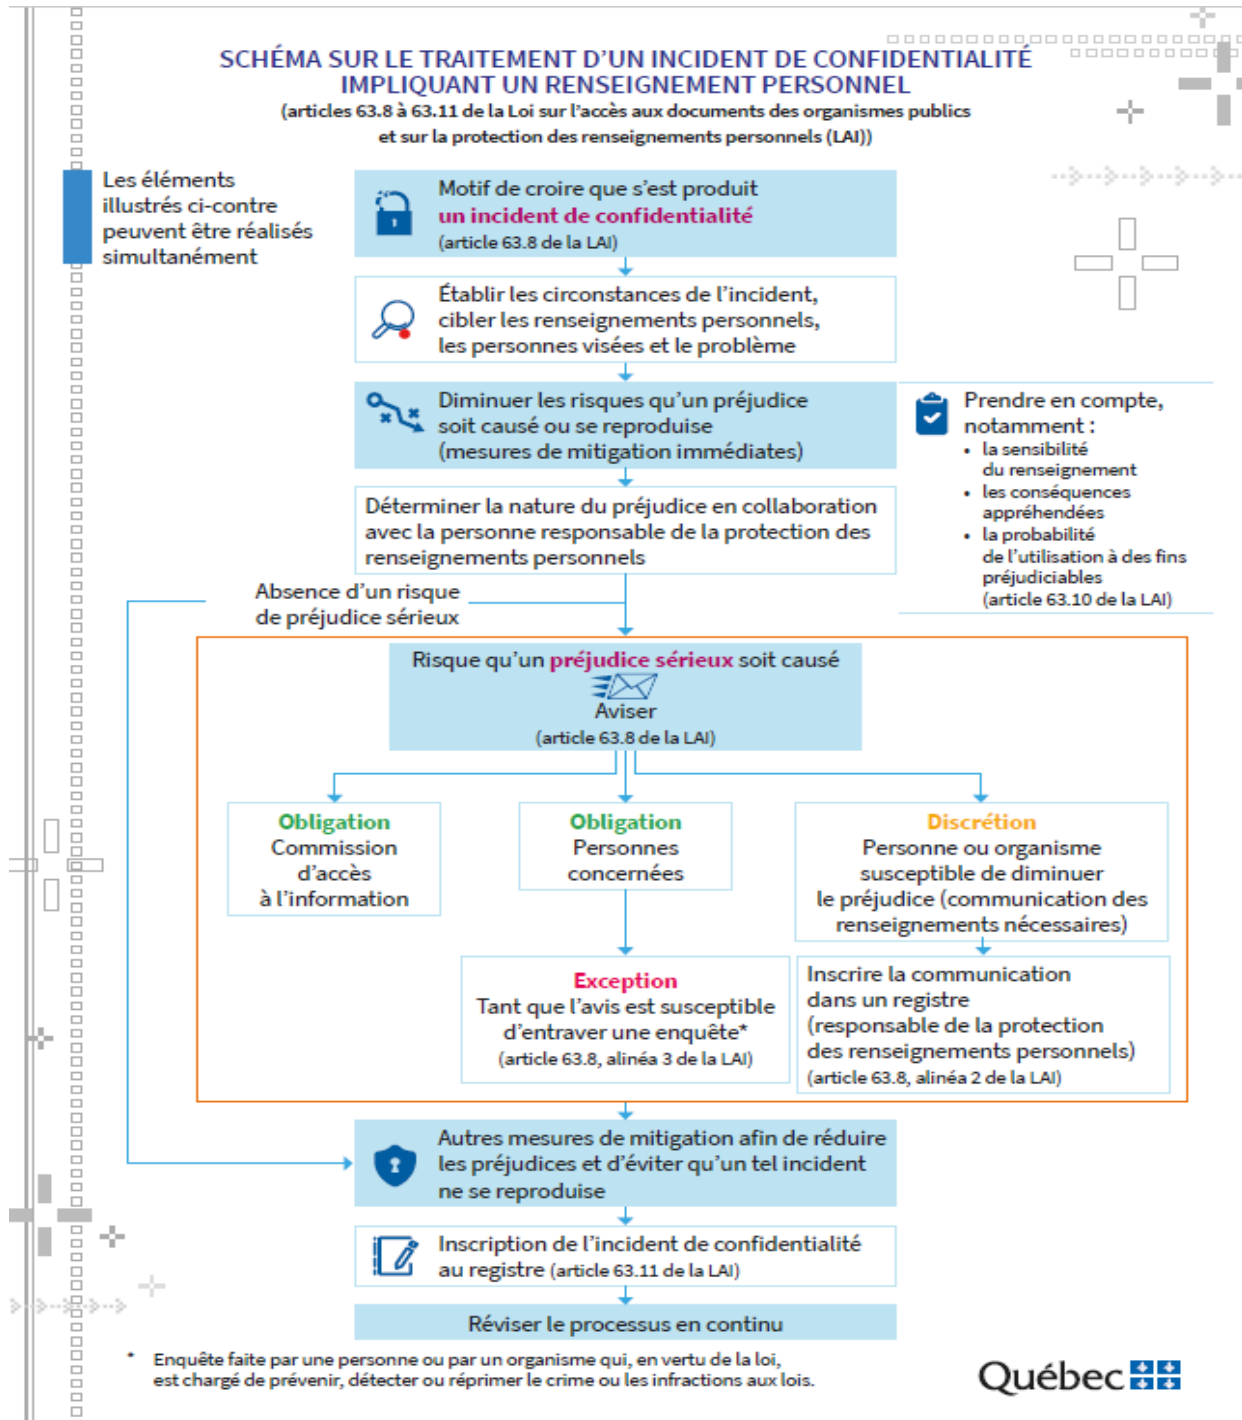 SCHÉMA SUR LE TRAITEMENT D’UN INCIDENT DE CONFIDENTIALITÉ
IMPLIQUANT UN RENSEIGNEMENT PERSONNEL
(articles 63.8 à 63.11 de la Loi sur l’accès aux documents des organismes publics
et sur la protection des renseignements personnels (LAI))
Les éléments
illustrés ci-contre
peuvent être réalisés
simultanément
Motif de croire que s’est produit
un incident de confidentialité
(article 63.8 de la LAI)
Établir les circonstances de l’incident,
cibler les renseignements personnels,
les personnes visées et le problème
Diminuer les risques qu’un préjudice
soit causé ou se reproduise
(mesures de mitigation immédiates)
Prendre en compte,
notamment :
• la sensibilité
du renseignement
• les conséquences
appréhendées
• la probabilité
de l’utilisation à des fins
préjudiciables
(article 63.10 de la LAI)
Déterminer la nature du préjudice en collaboration
avec la personne responsable de la protection des
renseignements personnels
Absence d’un risque
de préjudice sérieux
Risque qu’un préjudice sérieux soit causé
Aviser
(article 63.8 de la LAI)
Obligation
Commission
d’accès
à l’information
Obligation
Personnes
concernées
Discrétion
Personne ou organisme
susceptible de diminuer
le préjudice (communication des
renseignements nécessaires)
Exception
Tant que l’avis est susceptible
d’entraver une enquête*
(article 63.8, alinéa 3 de la LAI)
Inscrire la communication
dans un registre
(responsable de la protection
des renseignements personnels)
(article 63.8, alinéa 2 de la LAI)
Autres mesures de mitigation afin de réduire
les préjudices et d’éviter qu’un tel incident
ne se reproduise
Inscription de l’incident de confidentialité
au registre (article 63.11 de la LAI)
Réviser le processus en continu
* Enquête faite par une personne ou par un organisme qui, en vertu de la loi,
est chargé de prévenir, détecter ou réprimer le crime ou les infractions aux lois.
Québec